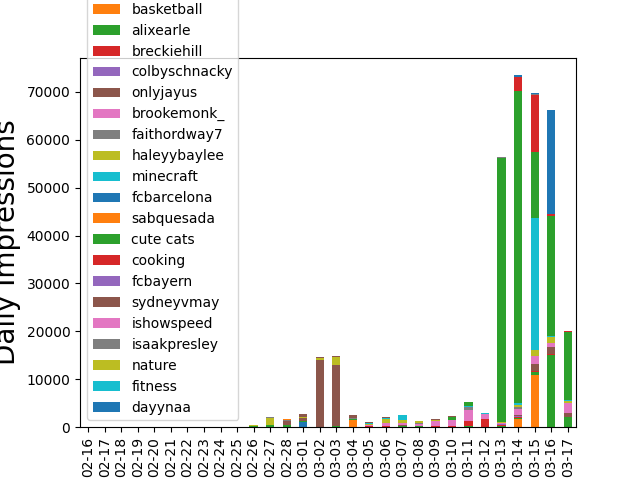 basketball
alixearle
breckiehill
colbyschnacky
onlyjayus
brookemonk_
faithordway7
haleyybaylee
minecraft
fcbarcelona
sabquesada
cute cats
cooking
fcbayern
sydneyvmay
ishowspeed
isaakpresley
nature
fitness
dayynaa
Daily Impressions
70000
60000
50000
40000
30000
20000
10000
0
02-16
02-17
02-18
02-19
02-20
02-21
02-22
02-23
02-24
02-25
02-26
02-27
02-28
03-01
03-02
03-03
03-04
03-05
03-06
03-07
03-08
03-09
03-10
03-11
03-12
03-13
03-14
03-15
03-16
03-17